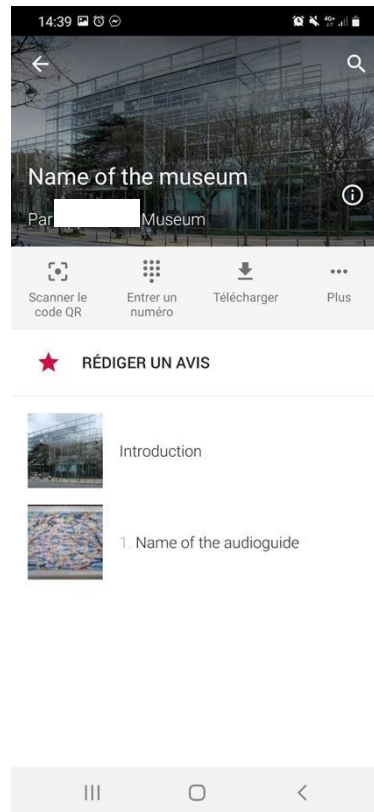 14:39
4G+
Name of the museum
Par Museum
Scanner le
code QR
Entrer un
numéro
Télécharger
Plus
RÉDIGER UN AVIS
Introduction
1. Name of the audioguide